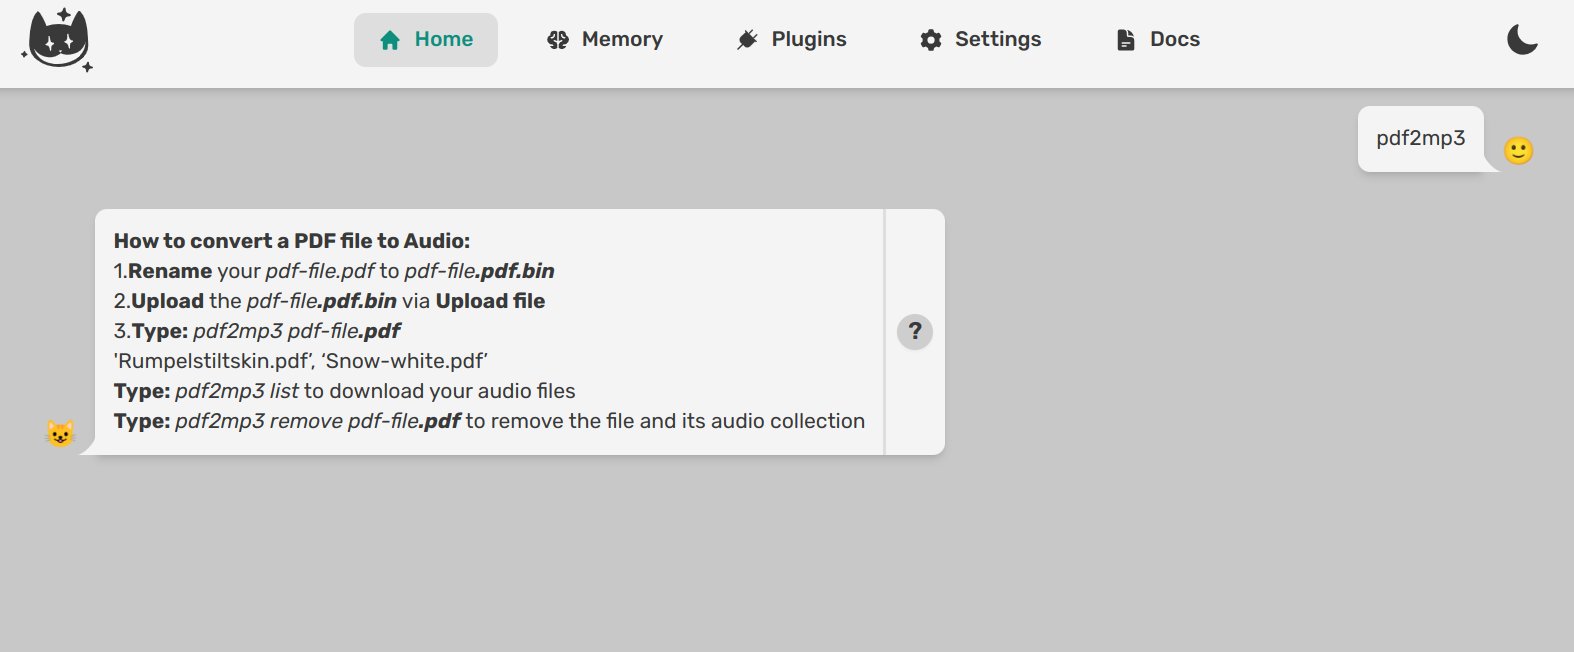 Home Memory Plugins Settings Docs
pdf2mp3
How to convert a PDF file to Audio:
1.Rename your pdf-file.pdf to pdf-file.pdf.bin
2.Upload the pdf-file.pdf.bin via Upload file
3.Type: pdf2mp3 pdf-file.pdf
'Rumpelstiltskin.pdf’, ‘Snow-white.pdf’
Type: pdf2mp3 list to download your audio files
Type: pdf2mp3 remove pdf-file.pdf to remove the file and its audio collection
?